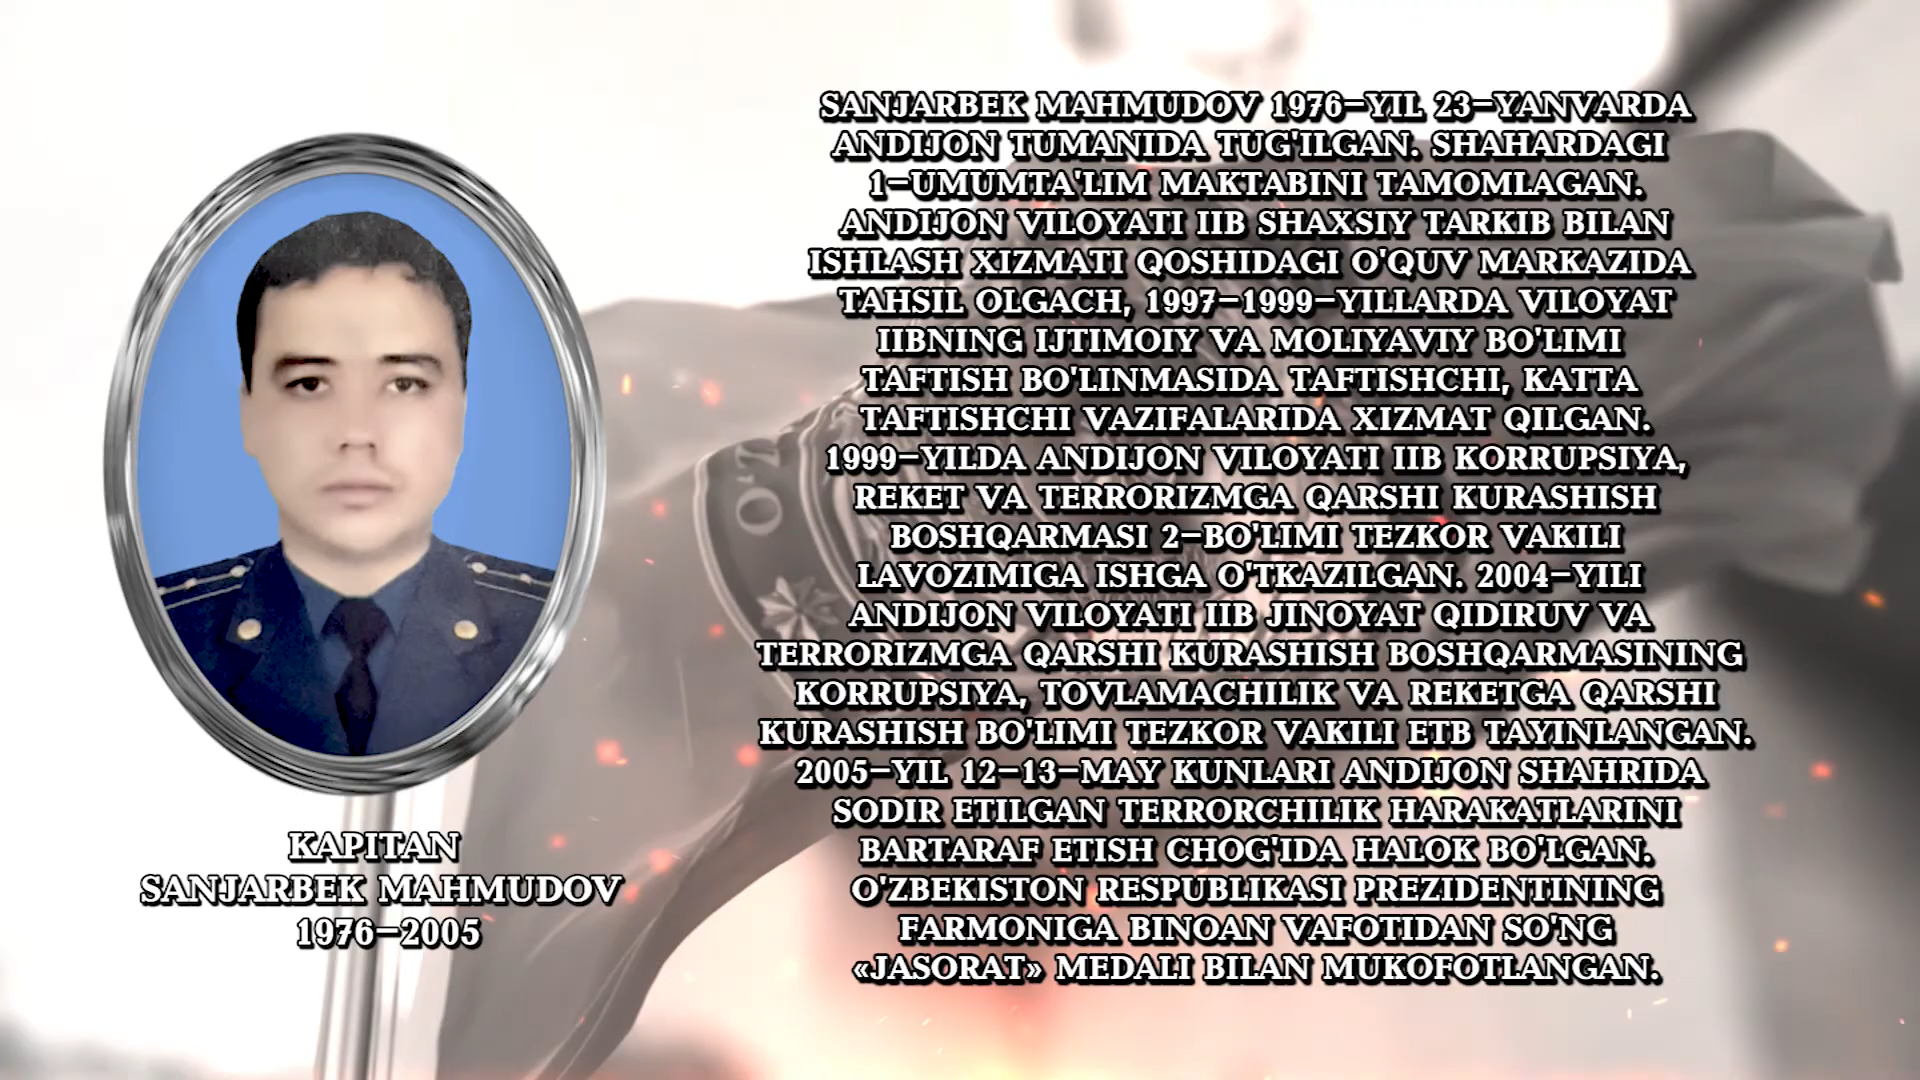 KAPITAN
SANJARBEK MAHMUDOV
1976-2005
SANJARBEK MAHMUDOV 1976-YIL 23-YANVARDA
ANDIJON TUMANIDA TUG'ILGAN. SHAHARDAGI
1-UMUMTA'LIM MAKTABINI TAMOMLAGAN.
ANDIJON VILOYATI IIB SHAXSIY TARKIB BILAN
ISHLASH XIZMATI QOSHIDAGI O'QUV MARKAZIDA
TAHSIL OLGACH, 1997-1999-YILLARDA VILOYAT
IIBNING IJTIMOIY VA MOLIYAVIY BO'LIMI
TAFTISH BO'LINMASIDA TAFTISHCHI, KATTA
TAFTISHCHI VAZIFALARIDA XIZMAT QILGAN.
1999-YILDA ANDIJON VILOYATI IIB KORRUPSIYA,
REKET VA TERRORIZMGA QARSHI KURASHISH
BOSHQARMASI 2-BO'LIMI TEZKOR VAKILI
LAVOZIMIGA ISHGA O'TKAZILGAN. 2004-YILI
ANDIJON VILOYATI IIB JINOYAT QIDIRUV VA
TERRORIZMGA QARSHI KURASHISH BOSHQARMASINING
KORRUPSIYA, TOVLAMACHILIK VA REKETGA QARSHI
KURASHISH BO'LIMI TEZKOR VAKILI ETB TAYINLANGAN.
2005-YIL 12-13-MAY KUNLARI ANDIJON SHAHRIDA
SODIR ETILGAN TERRORCHILIK HARAKATLARINI
BARTARAF ETISH CHOG'IDA HALOK BO'LGAN.
O'ZBEKISTON RESPUBLIKASI PREZIDENTINING
FARMONIGA BINOAN VAFOTIDAN SO'NG
«JASORAT» MEDALI BILAN MUKOFOTLANGAN.
O'Z